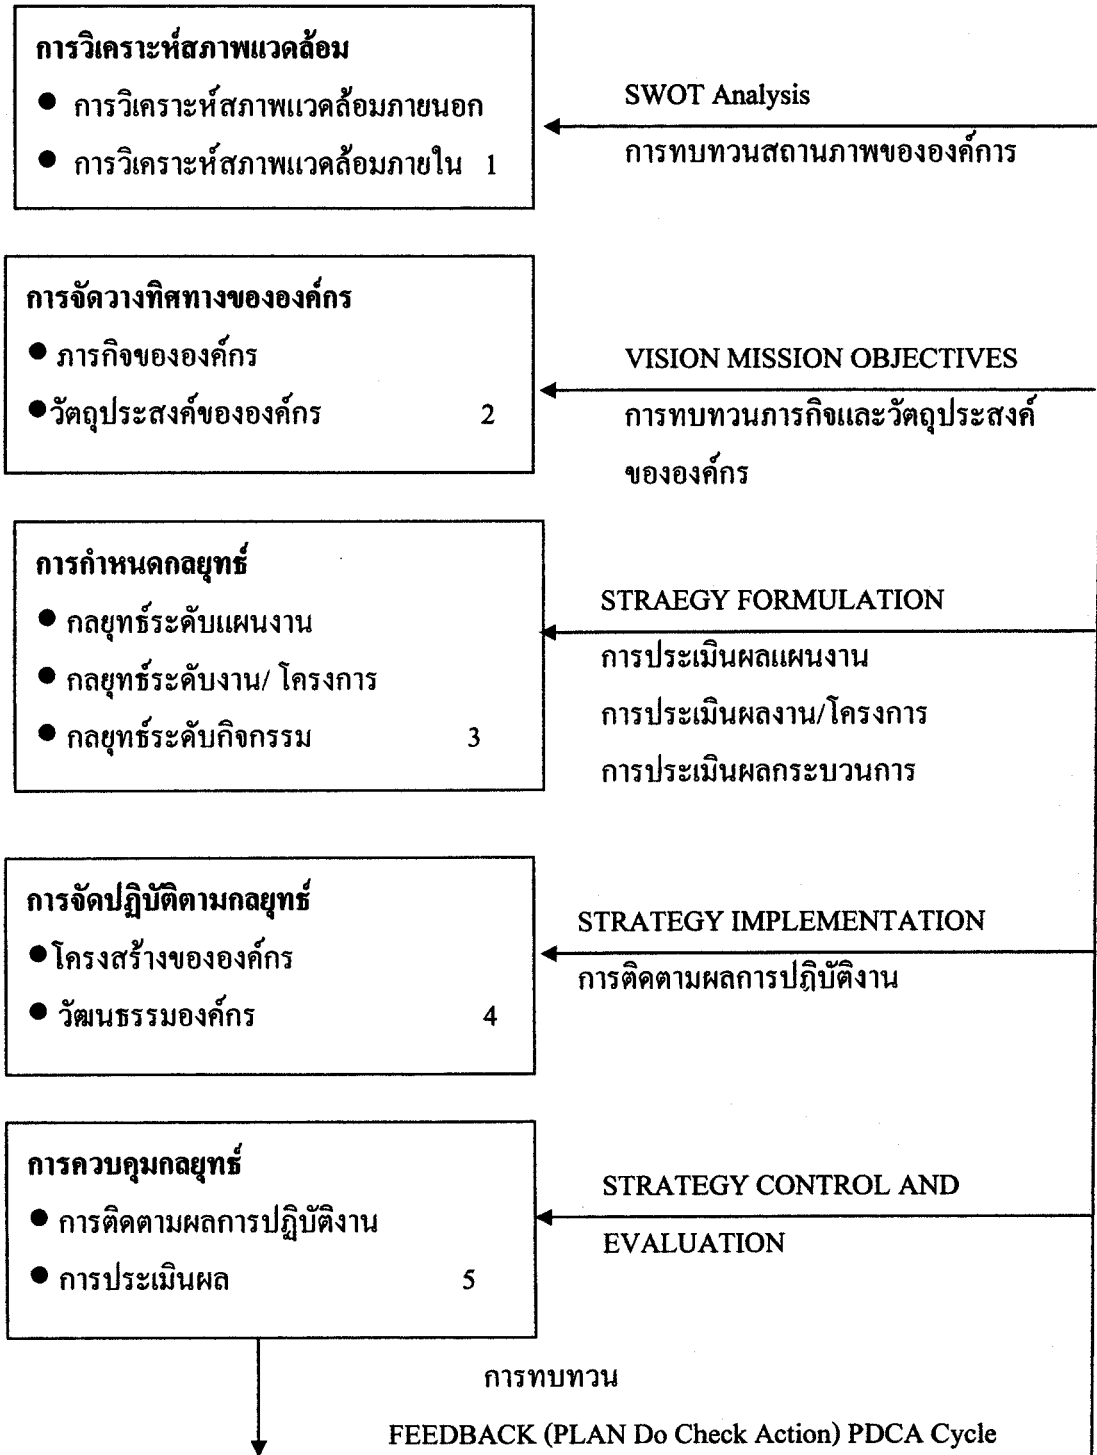 การวิเคราะห์สภาพแวดล้อม
● การวิเคราะห์สภาพแวดล้อมภายนอก
● การวิเคราะห์สภาพแวดล้อมภายใน 1
SWOT Analysis
การทบทวนสถานภาพขององค์การ
การจัดวางทิศทางขององค์กร
● ภารกิจขององค์กร
● วัตถุประสงค์ขององค์กร 2
VISION MISSION OBJECTIVES
การทบทวนภารกิจและวัตถุประสงค์
ขององค์กร
การกำหนดกลยุทธ์
● กลยุทธ์ระดับแผนงาน
● กลยุทธ์ระดับงาน/ โครงการ
● กลยุทธ์ระดับกิจกรรม 3
STRAEGY FORMULATION
การประเมินผลแผนงาน
การประเมินผลงาน/โครงการ
การประเมินผลกระบวนการ
การจัดปฏิบัติตามกลยุทธ์
● โครงสร้างขององค์กร
● วัฒนธรรมองค์กร 4
STRATEGY IMPLEMENTATION
การติดตามผลการปฏิบัติงาน
การควบคุมกลยุทธ์
● การติดตามผลการปฏิบัติงาน
● การประเมินผล 5
STRATEGY CONTROL AND
EVALUATION
การทบทวน
FEEDBACK (PLAN Do Check Action) PDCA Cycle